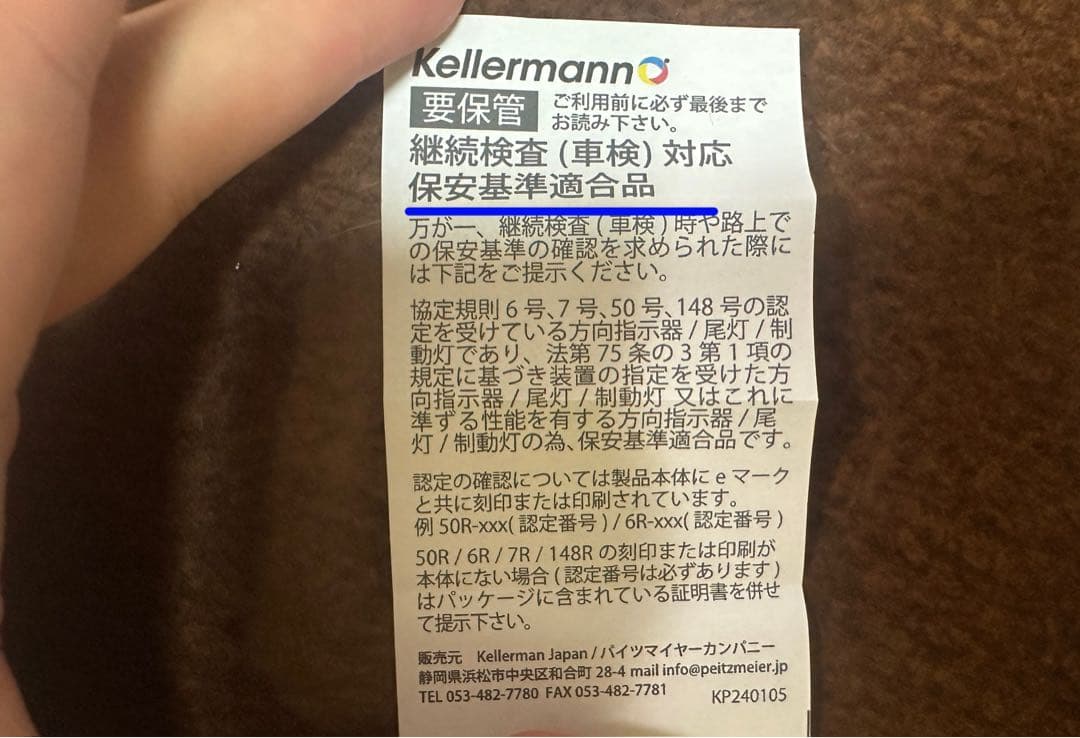 Kellermann
要保管
ご利用前に必ず最後まで
お読み下さい。
継続検査 (車検) 対応
保安基準適合品
万が一、継続検査 ( 車検 ) 時や路上で
の保安基準の確認を求められた際に
は下記をご提示ください。
協定規則 6 号、7 号、50 号、148 号の認
定を受けている方向指示器 / 尾灯 / 制
動灯であり、法第 75 条の 3 第 1 項の
規定に基づき装置の指定を受けた方
向指示器 / 尾灯 / 制動灯 又はこれに
準ずる性能を有する方向指示器 / 尾
灯 / 制動灯の為、保安基準適合品です。
認定の確認については製品本体に e マーク
と共に刻印または印刷されています。
例 50R-xxx( 認定番号 ) / 6R-xxx( 認定番号 )
50R / 6R / 7R / 148R の刻印または印刷が
本体にない場合 ( 認定番号は必ずあります )
はパッケージに含まれている証明書を併せ
て提示下さい。
販売元 Kellerman Japan / パイツマイヤーカンパニー
静岡県浜松市中央区和合町 28-4 mail info@peitzmeier.jp
TEL 053-482-7780 FAX 053-482-7781
KP240105